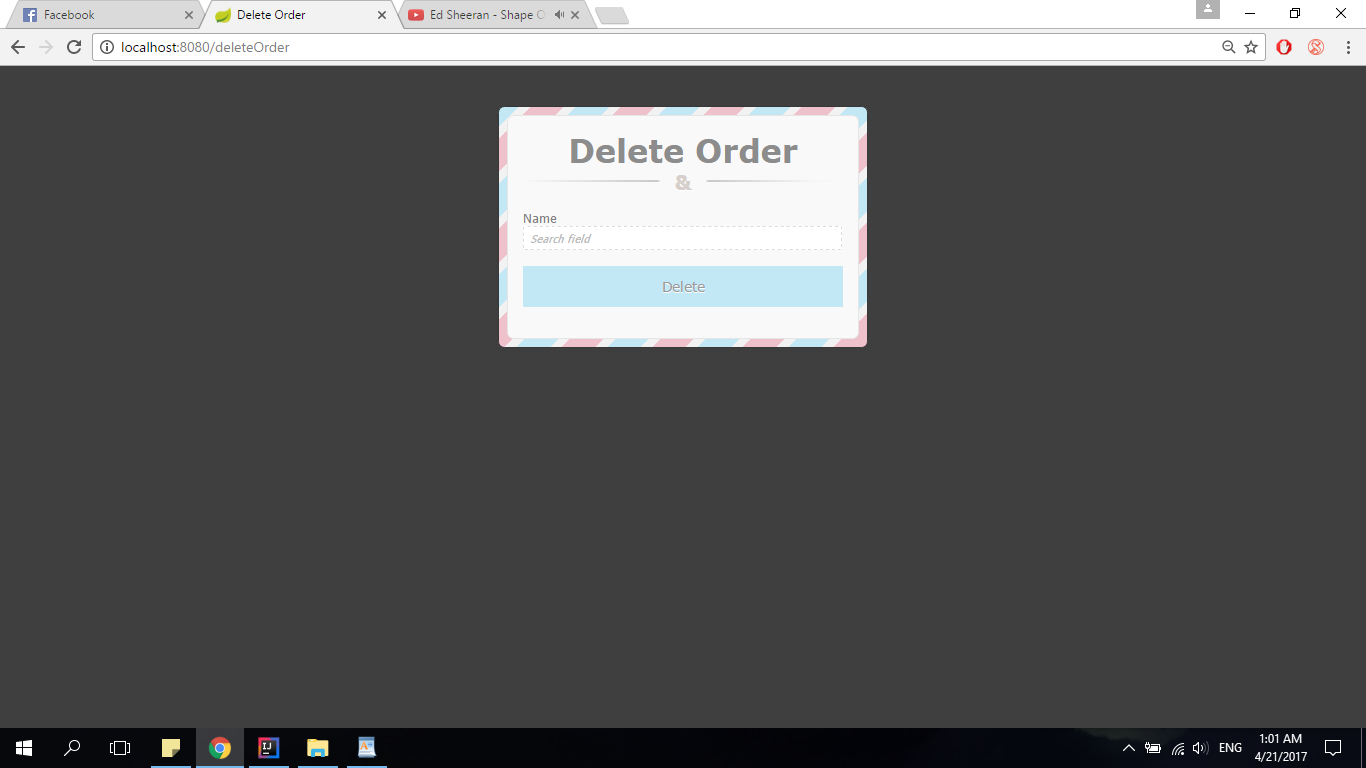 Facebook
Delete Order
Ed Sheeran - Shape O
localhost:8080/deleteOrder
Delete Order
&
Name
Search field
Delete
ENG
1:01 AM
4/21/2017